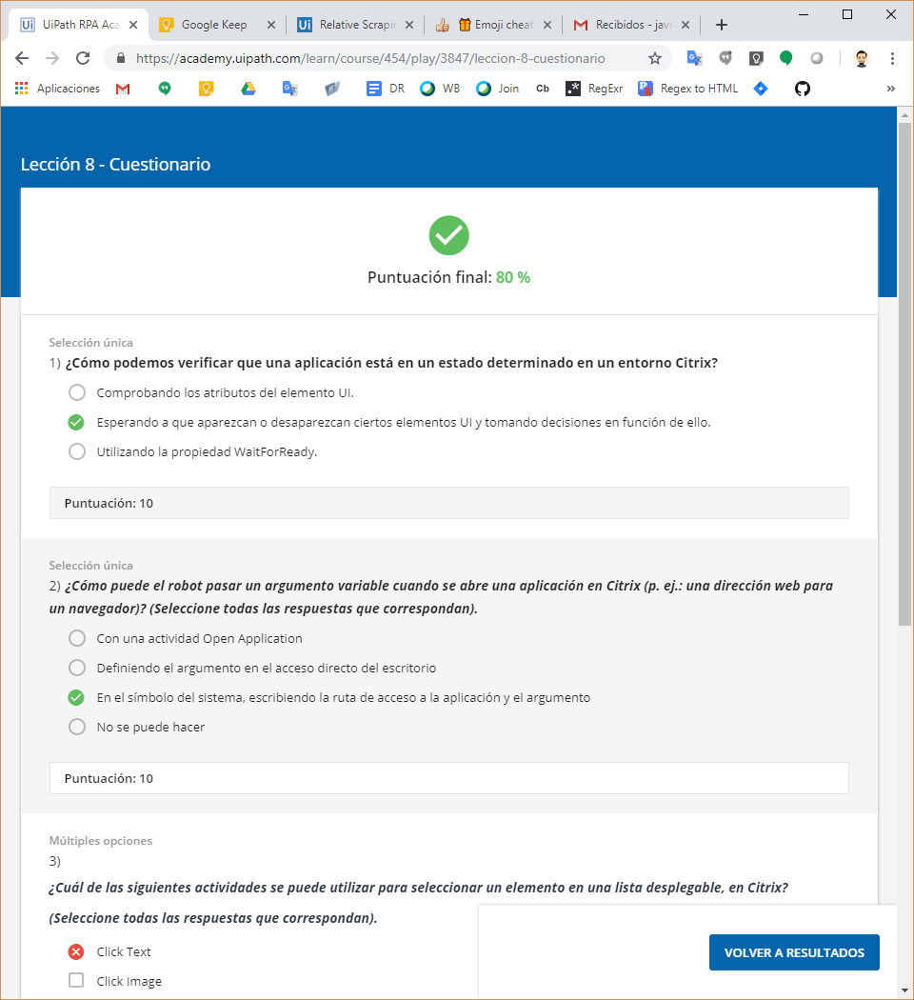 UiPath RPA Aca
Google Keep
Relative Scrapin
Emoji cheat
Recibidos - javi
https://academy.uipath.com/learn/course/454/play/3847/leccion-8-cuestionario
Aplicaciones
DR
WB
Join
Cb
RegExr
Regex to HTML
»
Lección 8 - Cuestionario
Puntuación final: 80 %
Selección única
1) ¿Cómo podemos verificar que una aplicación está en un estado determinado en un entorno Citrix?
Comprobando los atributos del elemento UI.
Esperando a que aparezcan o desaparezcan ciertos elementos UI y tomando decisiones en función de ello.
Utilizando la propiedad WaitForReady.
Puntuación: 10
Selección única
2) ¿Cómo puede el robot pasar un argumento variable cuando se abre una aplicación en Citrix (p. ej.: una dirección web para
un navegador)? (Seleccione todas las respuestas que correspondan).
Con una actividad Open Application
Definiendo el argumento en el acceso directo del escritorio
En el símbolo del sistema, escribiendo la ruta de acceso a la aplicación y el argumento
No se puede hacer
Puntuación: 10
Múltiples opciones
3)
¿Cuál de las siguientes actividades se puede utilizar para seleccionar un elemento en una lista desplegable, en Citrix?
(Seleccione todas las respuestas que correspondan).
Click Text
Click Image
VOLVER A RESULTADOS